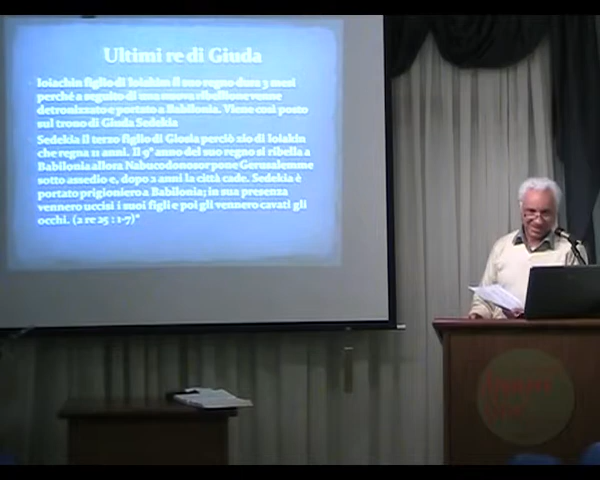 Ultimi re di Giuda
Ioiachin figlio di Ioiakim il suo regno dura 3 mesi
perché a seguito di una nuova ribellione venne
detronizzato e portato a Babilonia. Viene così posto
sul trono di Giuda Sedekia
Sedekia il terzo figlio di Giosia perciò zio di Ioiakin
che regna 11 anni. Il 9° anno del suo regno si ribella a
Babilonia allora Nabucodonosor pone Gerusalemme
sotto assedio e, dopo 2 anni la città cade. Sedekia è
portato prigioniero a Babilonia; in sua presenza
vennero uccisi i suoi figli e poi gli vennero cavati gli
occhi. (2 re 25 : 1-7)"